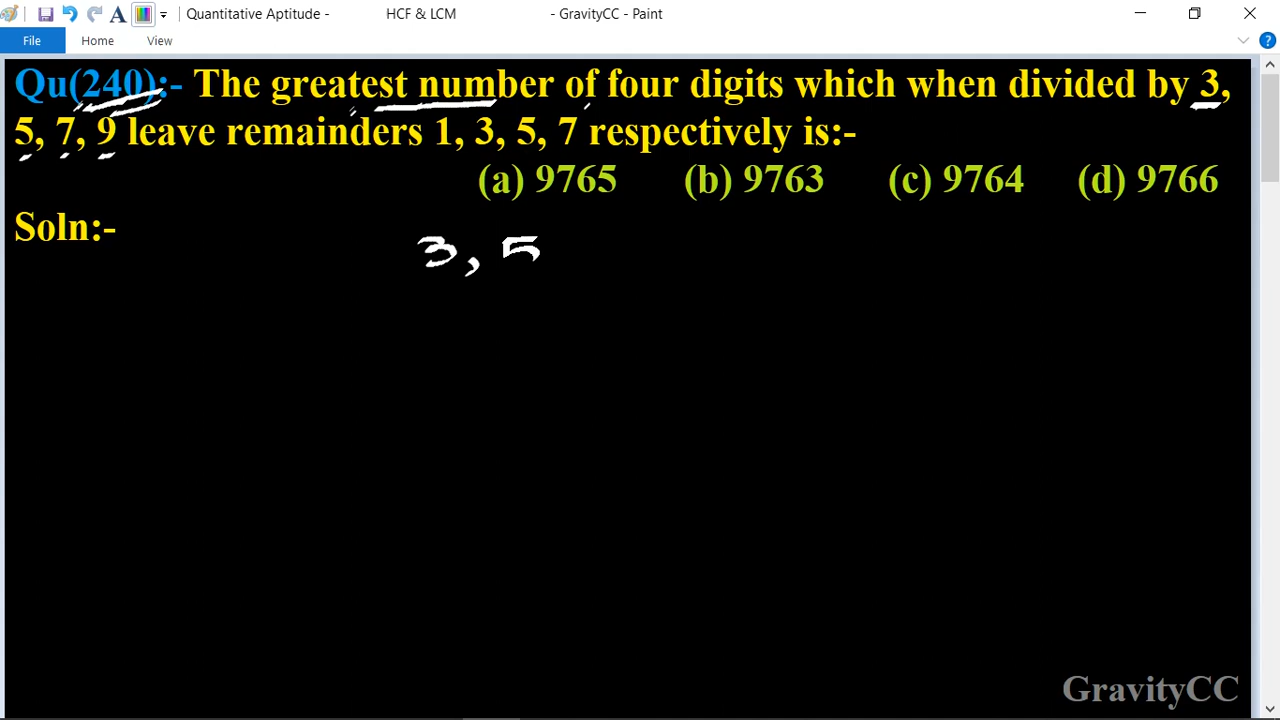 Quantitative Aptitude - HCF & LCM - GravityCC - Paint
File Home View
Qu(240):- The greatest number of four digits which when divided by 3,
5, 7, 9 leave remainders 1, 3, 5, 7 respectively is:-
(a) 9765 (b) 9763 (c) 9764 (d) 9766
Soln:-
3, 5
GravityCC